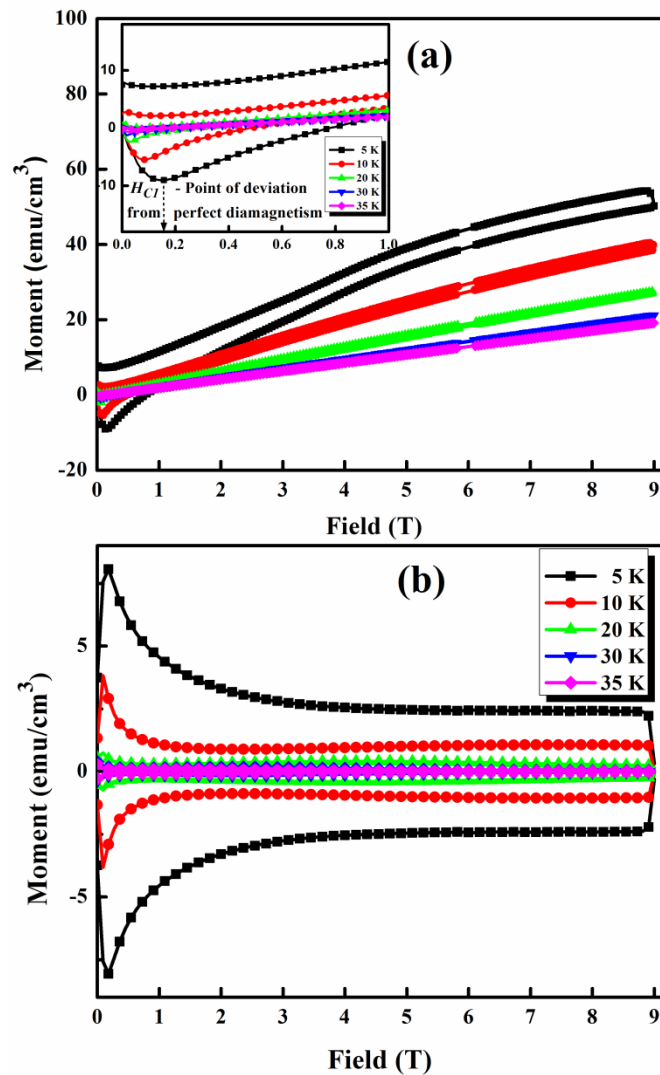 (a)
100
80
60
40
20
0
-20
Moment (emu/cm³)
10
0
-10
H_C1 - Point of deviation
from perfect diamagnetism
5 K
10 K
20 K
30 K
35 K
0.0 0.2 0.4 0.6 0.8 1.0
0 1 2 3 4 5 6 7 8 9
Field (T)
(b)
5
0
-5
Moment (emu/cm³)
5 K
10 K
20 K
30 K
35 K
0 1 2 3 4 5 6 7 8 9
Field (T)